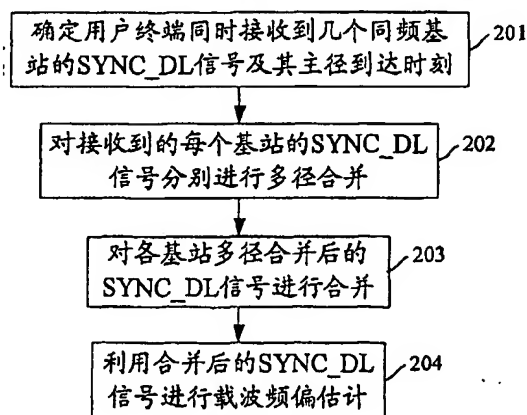 确定用户终端同时接收到几个同频基
站的SYNC_DL信号及其主径到达时刻
201
对接收到的每个基站的SYNC_DL
信号分别进行多径合并
202
对各基站多径合并后的
SYNC_DL信号进行合并
203
利用合并后的SYNC_DL
信号进行载波频偏估计
204